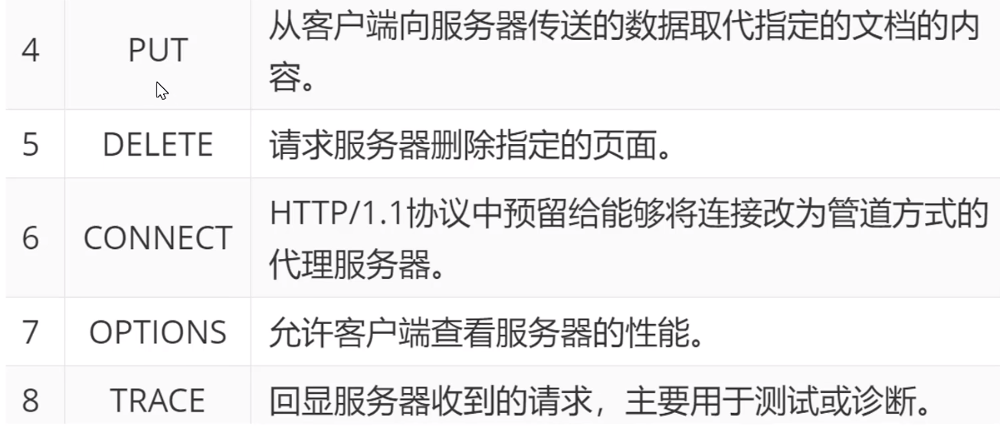 4 PUT 从客户端向服务器传送的数据取代指定的文档的内
容。
5 DELETE 请求服务器删除指定的页面。
6 CONNECT HTTP/1.1协议中预留给能够将连接改为管道方式的
代理服务器。
7 OPTIONS 允许客户端查看服务器的性能。
8 TRACE 回显服务器收到的请求，主要用于测试或诊断。